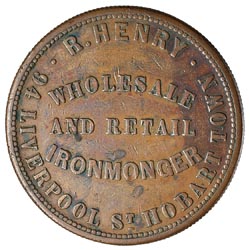 · R. HENRY ·
94 LIVERPOOL ST HOBART TOWN
WHOLESALE
AND RETAIL
IRONMONGER